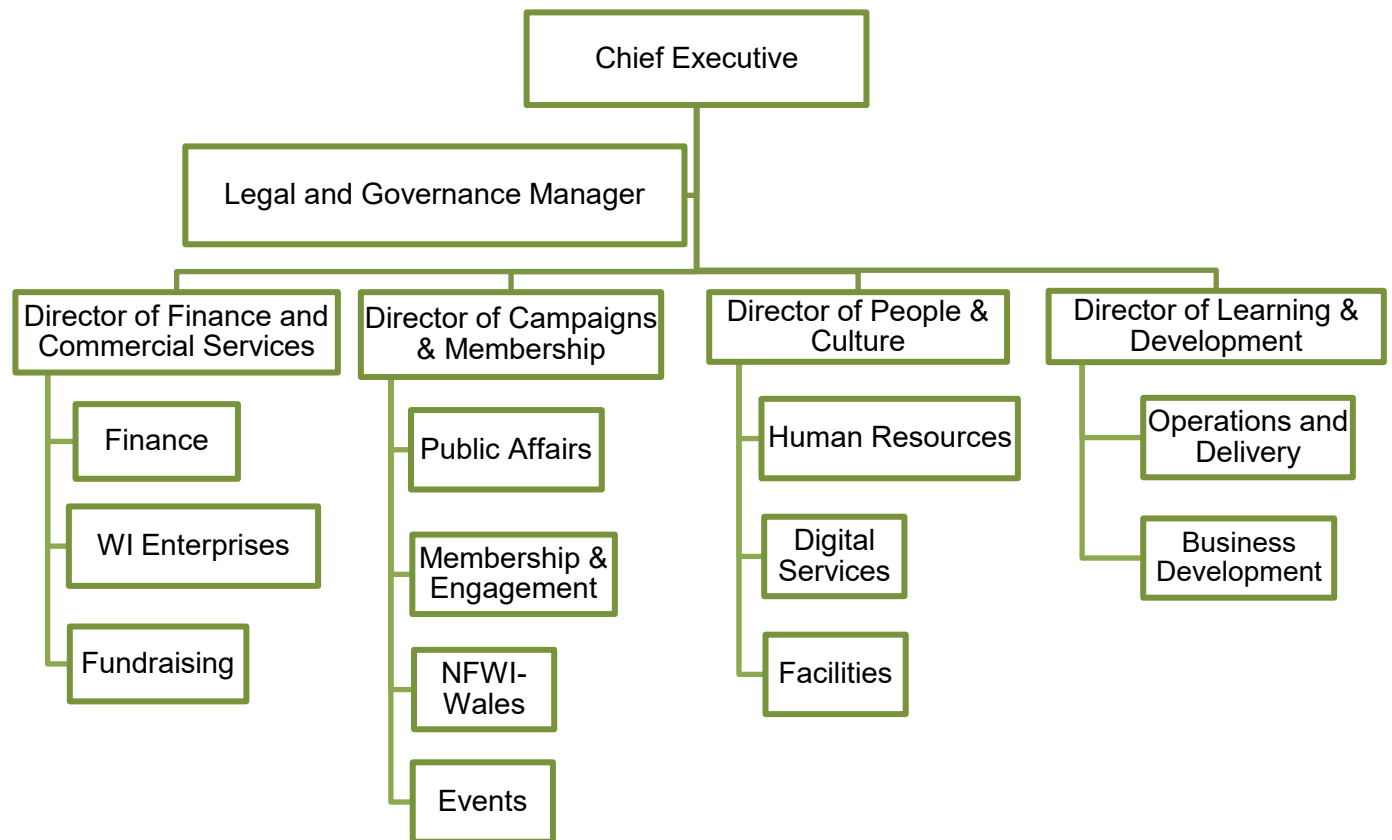 Chief Executive
Legal and Governance Manager
Director of Finance and
Commercial Services
Finance
WI Enterprises
Fundraising
Director of Campaigns
& Membership
Public Affairs
Membership &
Engagement
NFWI-
Wales
Events
Director of People &
Culture
Human Resources
Digital
Services
Facilities
Director of Learning &
Development
Operations and
Delivery
Business
Development